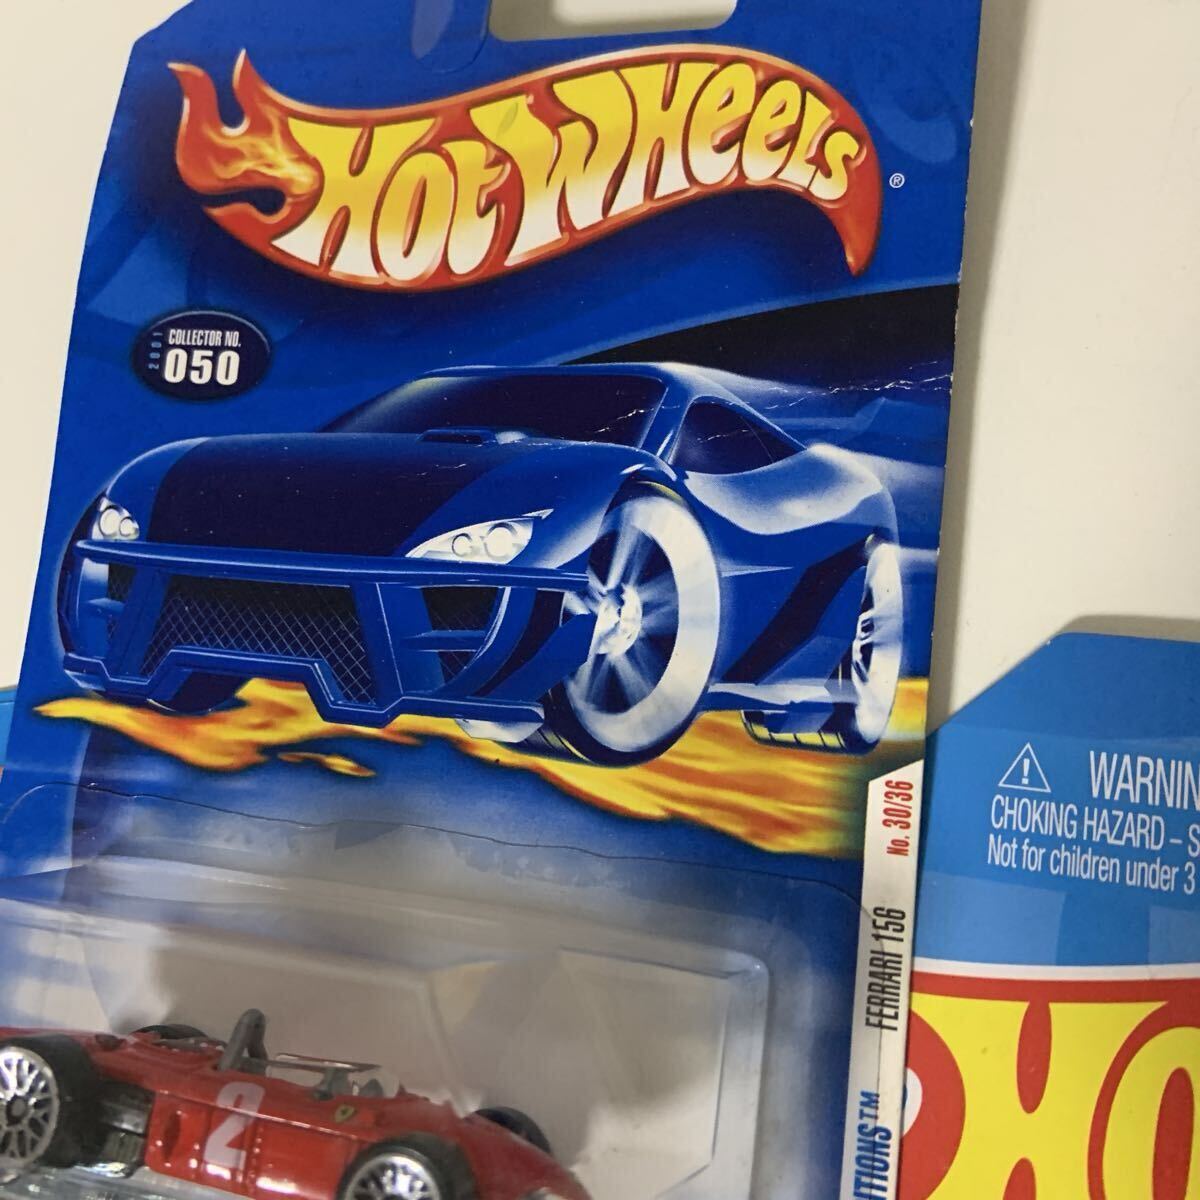 HOT WHEELS
®
2001
COLLECTOR NO.
050
No. 30/36
FERRARI 156
2
WARNIN
CHOKING HAZARD – S
Not for children under 3
ITIONS™
HO